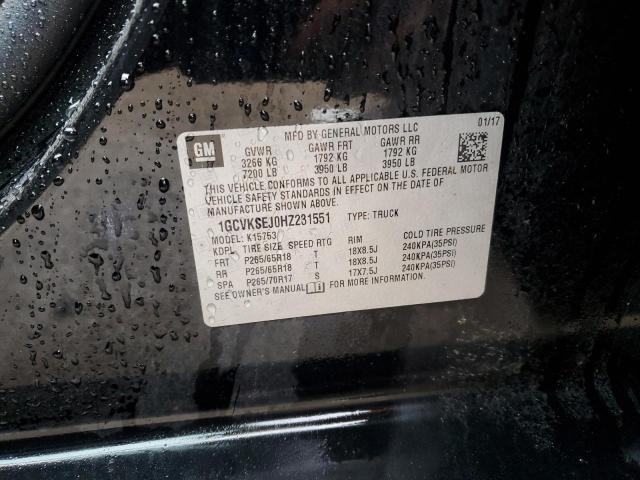 GM
MFD BY GENERAL MOTORS LLC 01/17
GVWR GAWR FRT GAWR RR
3266 KG 1792 KG 1792 KG
7200 LB 3950 LB 3950 LB
THIS VEHICLE CONFORMS TO ALL APPLICABLE U.S. FEDERAL MOTOR
VEHICLE SAFETY STANDARDS IN EFFECT ON THE DATE OF
MANUFACTURE SHOWN ABOVE.
1GCVKSEJ0HZ231551 TYPE: TRUCK
MODEL: K15753
KDPL TIRE SIZE SPEED RTG RIM COLD TIRE PRESSURE
FRT P265/65R18 T 18X8.5J 240KPA(35PSI)
RR P265/65R18 T 18X8.5J 240KPA(35PSI)
SPA P265/70R17 S 17X7.5J 240KPA(35PSI)
SEE OWNER'S MANUAL FOR MORE INFORMATION.